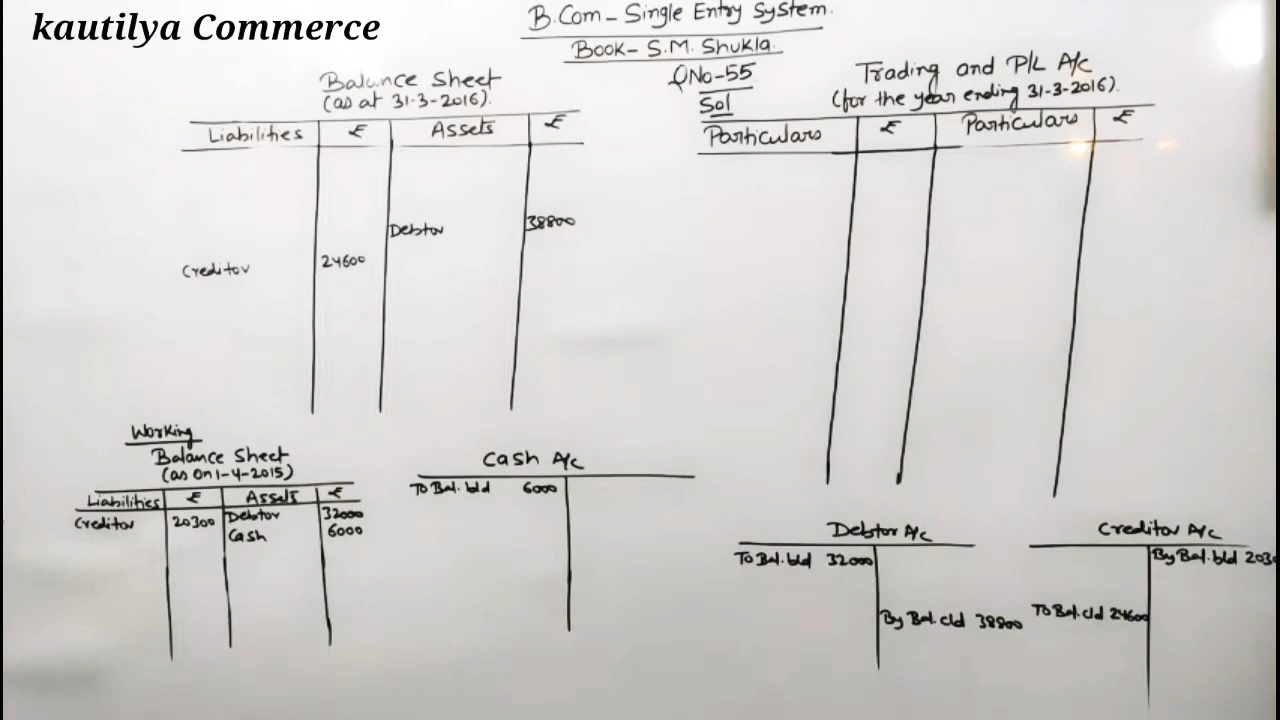 kautilya Commerce
B.Com - Single Entry System.
Book - S.M. Shukla.
QNo-55
Sol
Balance Sheet
(as at 31-3-2016).
Liabilities ₹ Assets ₹
Debtor 38800
Creditor 24600
Trading and P/L A/c
(for the year ending 31-3-2016).
Particulars ₹ Particulars ₹
Working
Balance Sheet
(as on 1-4-2015)
Liabilities ₹ Assets ₹
Creditor 20300 Debtor 32000
Cash 6000
Cash A/c
To Bal. b/d 6000
Debtor A/c
To Bal. b/d 32000
By Bal. c/d 38800
Creditor A/c
By Bal. b/d 2030
To Bal. c/d 24600